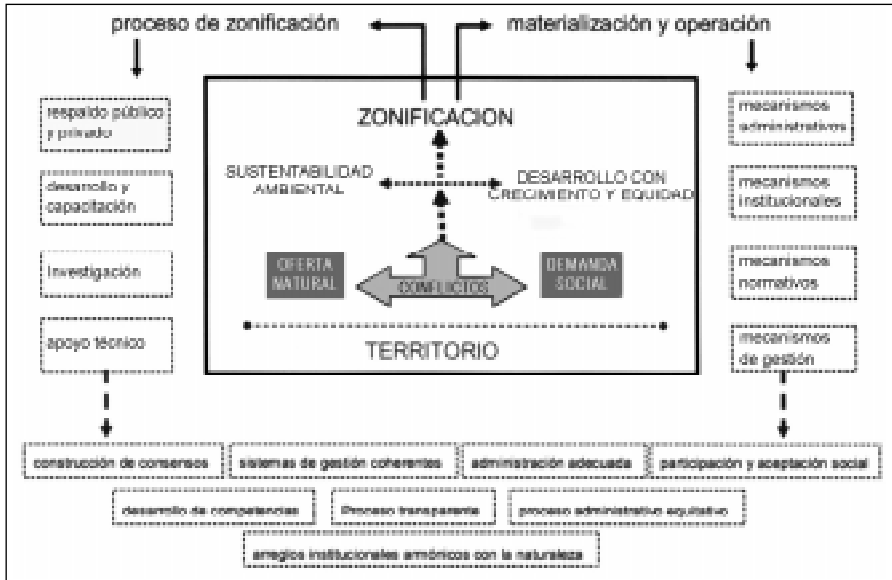 proceso de zonificación
materialización y operación
respaldo público
y privado
desarrollo y
capacitación
Investigación
apoyo técnico
ZONIFICACION
SUSTENTABILIDAD
AMBIENTAL
DESARROLLO CON
CRECIMIENTO Y EQUIDAD
OFERTA
NATURAL
CONFLICTOS
DEMANDA
SOCIAL
TERRITORIO
mecanismos
administrativos
mecanismos
institucionales
mecanismos
normativos
mecanismos
de gestión
construcción de consensos
sistemas de gestión coherentes
administración adecuada
participación y aceptación social
desarrollo de competencias
Proceso transparente
proceso administrativo equitativo
arreglos institucionales armónicos con la naturaleza